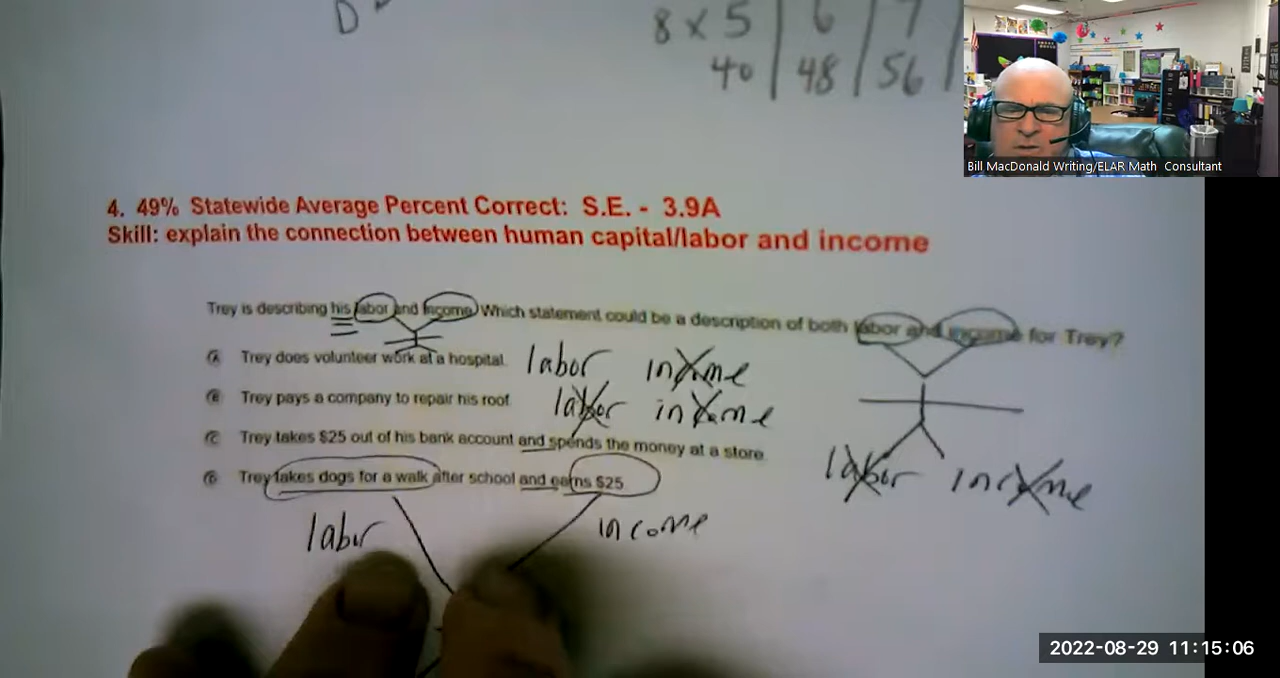 D
8 x 5 | 6 | 7
40 | 48 | 56
Bill MacDonald Writing/ELAR Math Consultant
4. 49% Statewide Average Percent Correct: S.E. - 3.9A
Skill: explain the connection between human capital/labor and income
Trey is describing his labor and income. Which statement could be a description of both labor and income for Trey?
A Trey does volunteer work at a hospital. labor income
B Trey pays a company to repair his roof. labor income
C Trey takes $25 out of his bank account and spends the money at a store.
labor income
D Trey takes dogs for a walk after school and earns $25
labor income
2022-08-29 11:15:06